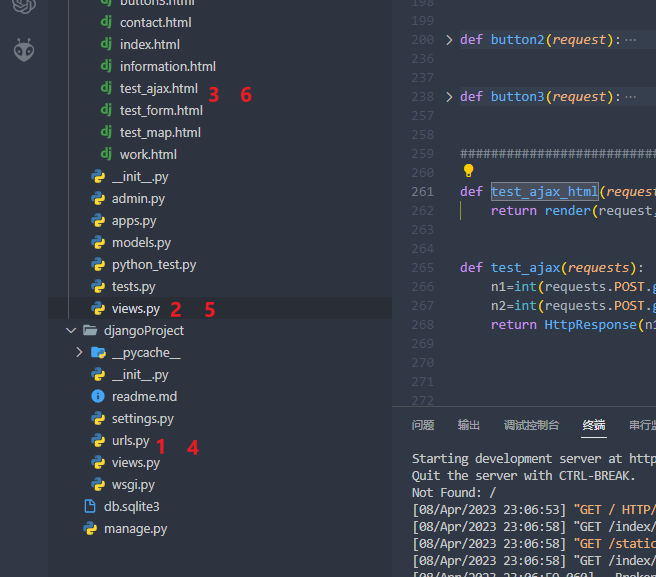 button3.html
contact.html
index.html
information.html
test_ajax.html 3 6
test_form.html
test_map.html
work.html
__init__.py
admin.py
apps.py
models.py
python_test.py
tests.py
views.py 2 5
djangoProject
__pycache__
__init__.py
readme.md
settings.py
urls.py 1 4
views.py
wsgi.py
db.sqlite3
manage.py
198
199
200 > def button2(request):···
236
237
238 > def button3(request):···
257
258
259 ##########################
260
261 def test_ajax_html(request
262 return render(request,
263
264
265 def test_ajax(requests):
266 n1=int(requests.POST.g
267 n2=int(requests.POST.g
268 return HttpResponse(n1
269
270
271
272
问题 输出 调试控制台 终端 串行监
Starting development server at http
Quit the server with CTRL-BREAK.
Not Found: /
[08/Apr/2023 23:06:53] "GET / HTTP/
[08/Apr/2023 23:06:58] "GET /index/
[08/Apr/2023 23:06:58] "GET /static
[08/Apr/2023 23:06:58] "GET /index/